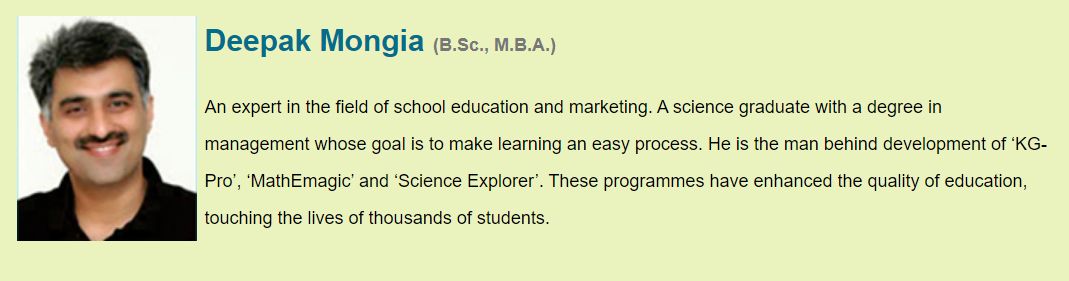 Deepak Mongia (B.Sc., M.B.A.)
An expert in the field of school education and marketing. A science graduate with a degree in
management whose goal is to make learning an easy process. He is the man behind development of ‘KG-
Pro’, ‘MathEmagic’ and ‘Science Explorer’. These programmes have enhanced the quality of education,
touching the lives of thousands of students.